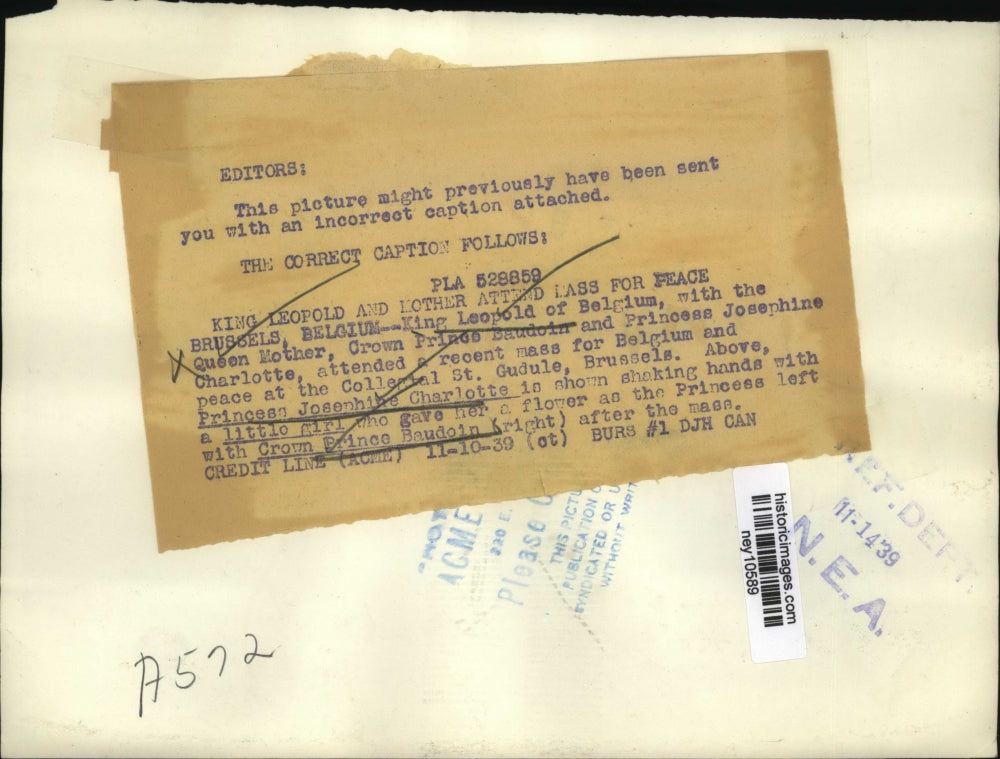 EDITORS:
This picture might previously have been sent
you with an incorrect caption attached.
THE CORRECT CAPTION FOLLOWS:
PLA 528859
KING LEOPOLD AND MOTHER ATTEND MASS FOR PEACE
BRUSSELS, BELGIUM--King Leopold of Belgium, with the
Queen Mother, Crown Prince Baudoin and Princess Josephine
Charlotte, attended a recent mass for Belgium and
peace at the Collegial St. Gudule, Brussels. Above,
Princess Josephine Charlotte is shown shaking hands with
a little girl who gave her a flower as the Princess left
with Crown Prince Baudoin (right) after the mass.
CREDIT LINE (ACME) 11-10-39 (ct) BURS #1 DJH CAN
ACME
230 E.
Please
THIS PICTU
PUBLICATION
SYNDICATED OR U
WITHOUT WRIT
historicimages.com
ney10589
EF. DEPT.
11-14'39
N. E. A.
A572